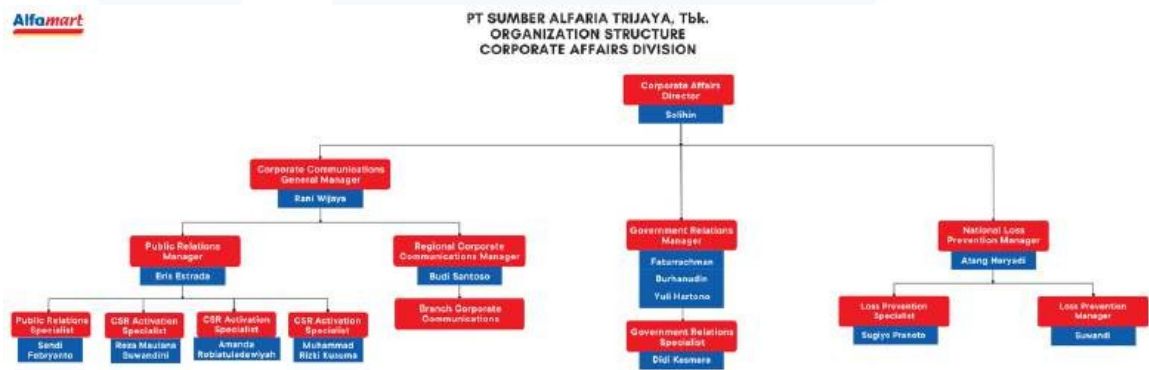 Alfamart
PT SUMBER ALFARIA TRIJAYA, Tbk.
ORGANIZATION STRUCTURE
CORPORATE AFFAIRS DIVISION
Corporate Affairs
Director
Solihin
Corporate Communications
General Manager
Rani Wijaya
Public Relations
Manager
Eris Estrada
Regional Corporate
Communications Manager
Budi Santoso
Government Relations
Manager
Faturrachman
Burhanudin
Yuli Hartono
National Loss
Prevention Manager
Atang Haryadi
Public Relations
Specialist
Sendi
Febryanto
CSR Activation
Specialist
Reza Maulana
Suwandini
CSR Activation
Specialist
Amanda
Robiatuladawiyah
CSR Activation
Specialist
Muhammad
Rizki Kusuma
Branch Corporate
Communications
Government Relations
Specialist
Didi Kasmara
Loss Prevention
Specialist
Sugiyo Pranoto
Loss Prevention
Manager
Suwandi